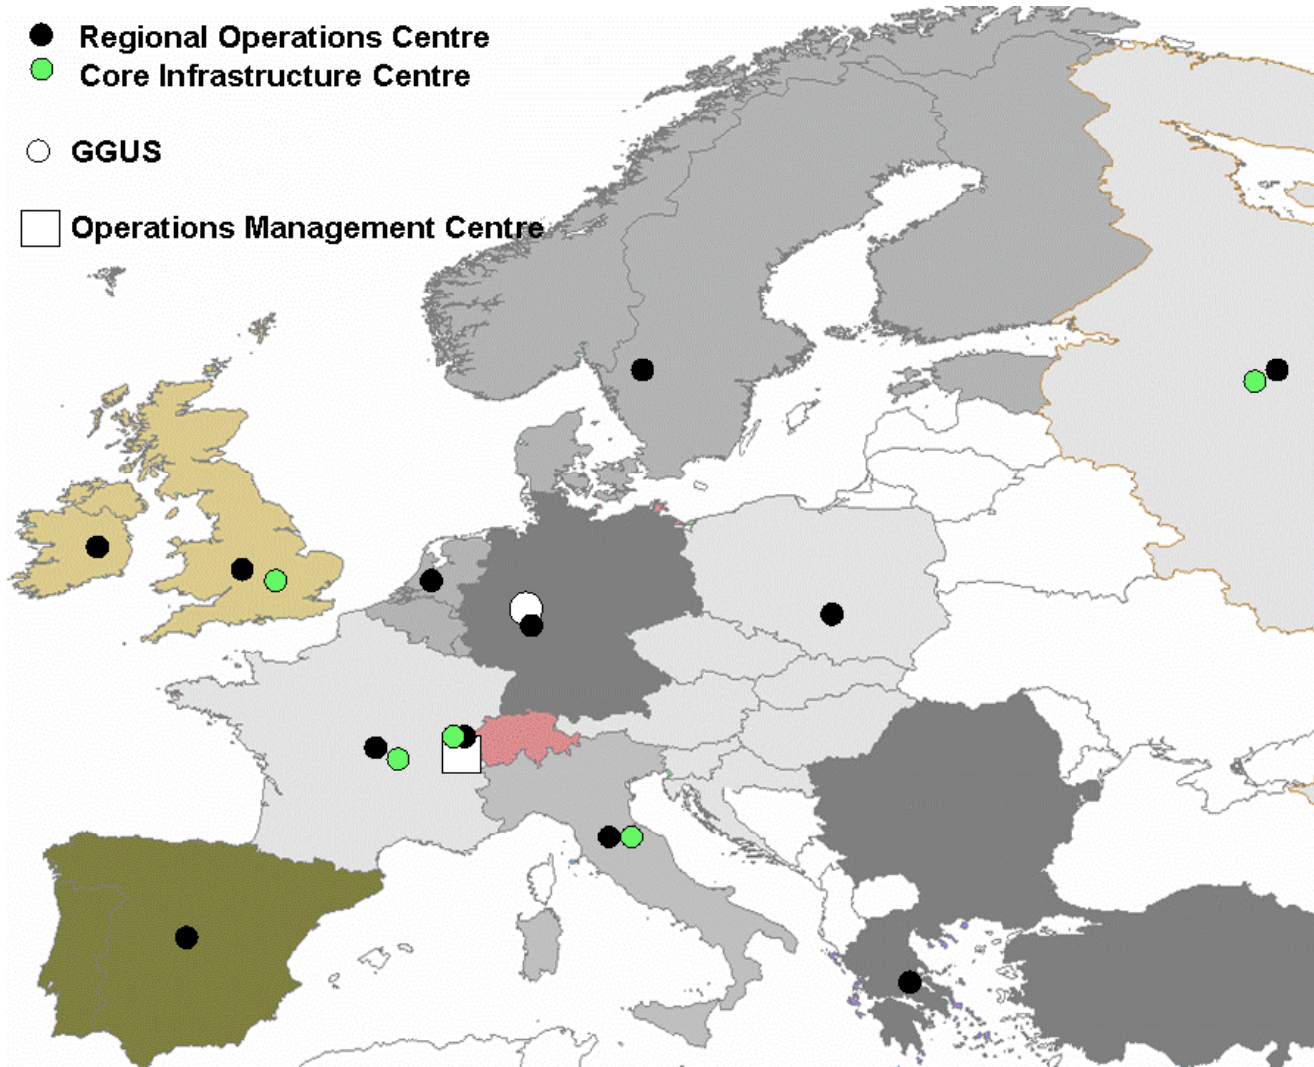 Regional Operations Centre
Core Infrastructure Centre
GGUS
Operations Management Centre